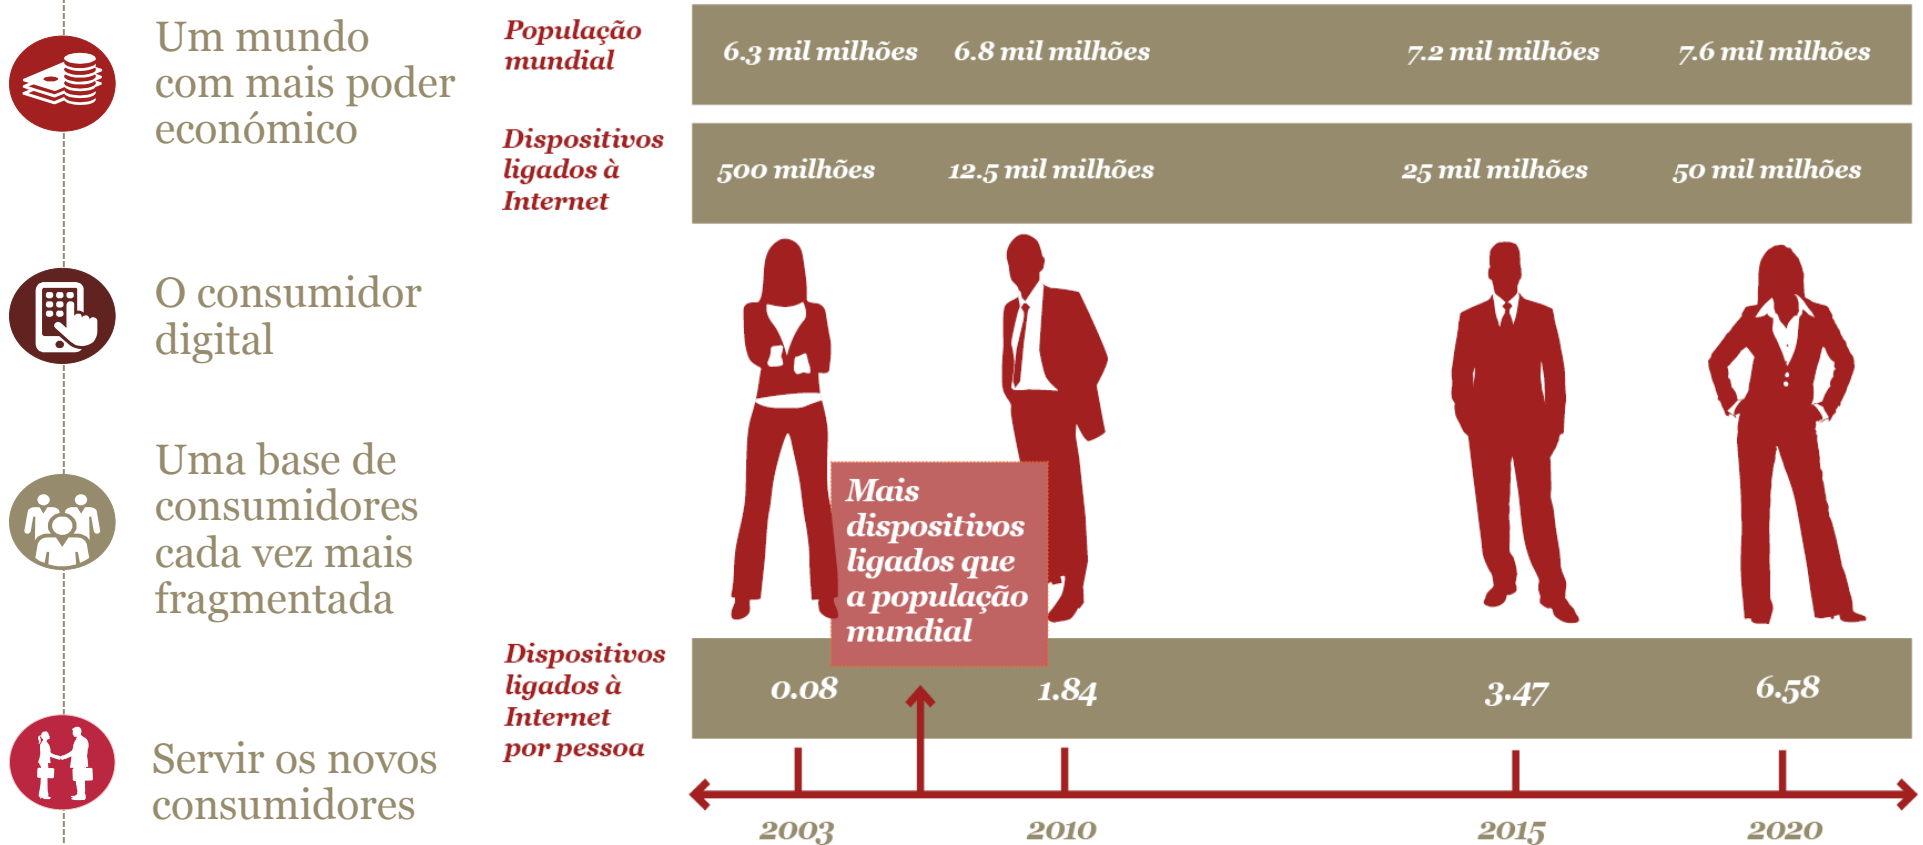 Um mundo
com mais poder
económico
O consumidor
digital
Uma base de
consumidores
cada vez mais
fragmentada
Servir os novos
consumidores
População
mundial
6.3 mil milhões
6.8 mil milhões
7.2 mil milhões
7.6 mil milhões
Dispositivos
ligados à
Internet
500 milhões
12.5 mil milhões
25 mil milhões
50 mil milhões
Mais
dispositivos
ligados que
a população
mundial
Dispositivos
ligados à
Internet
por pessoa
0.08
1.84
3.47
6.58
2003
2010
2015
2020